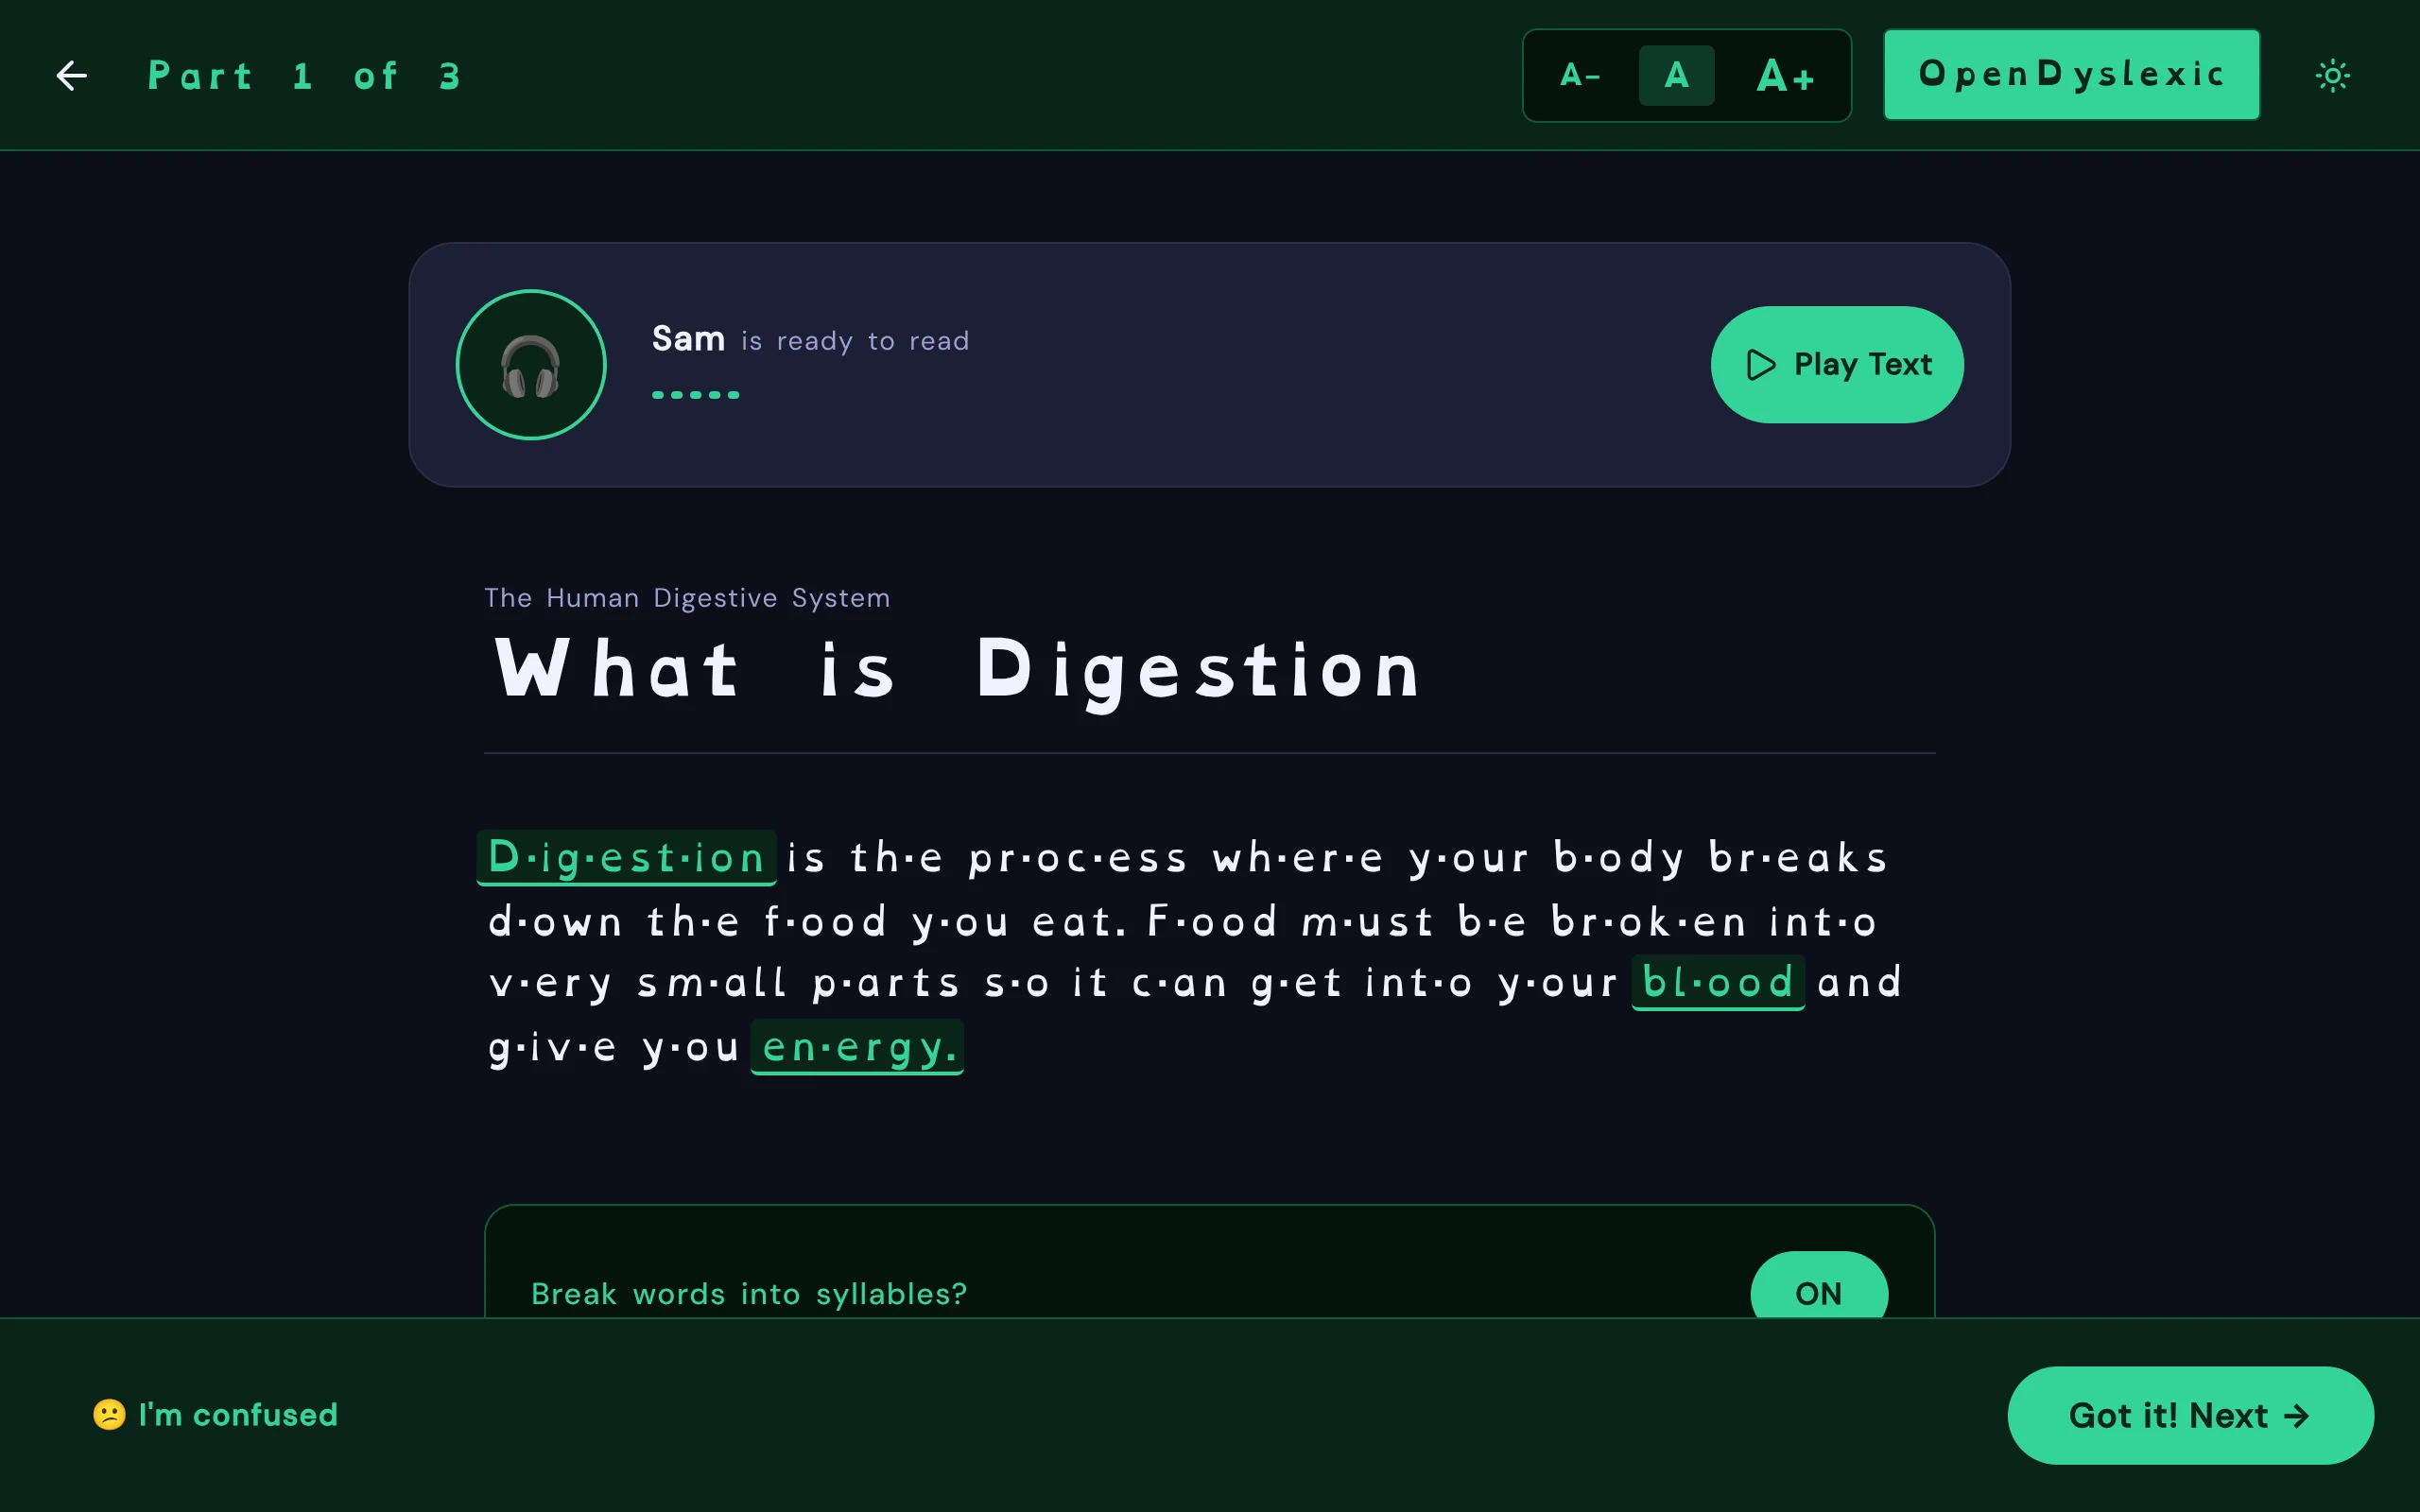 Part 1 of 3
A- A A+
OpenDyslexic
Sam is ready to read
Play Text
The Human Digestive System
What is Digestion
D·ig·est·ion is th·e pr·oc·ess wh·er·e y·our b·ody br·eaks
d·own th·e f·ood y·ou eat. F·ood m·ust b·e br·ok·en int·o
v·ery sm·all p·arts s·o it c·an g·et int·o y·our bl·ood and
g·iv·e y·ou en·ergy.
Break words into syllables?
ON
😕 I'm confused
Got it! Next →